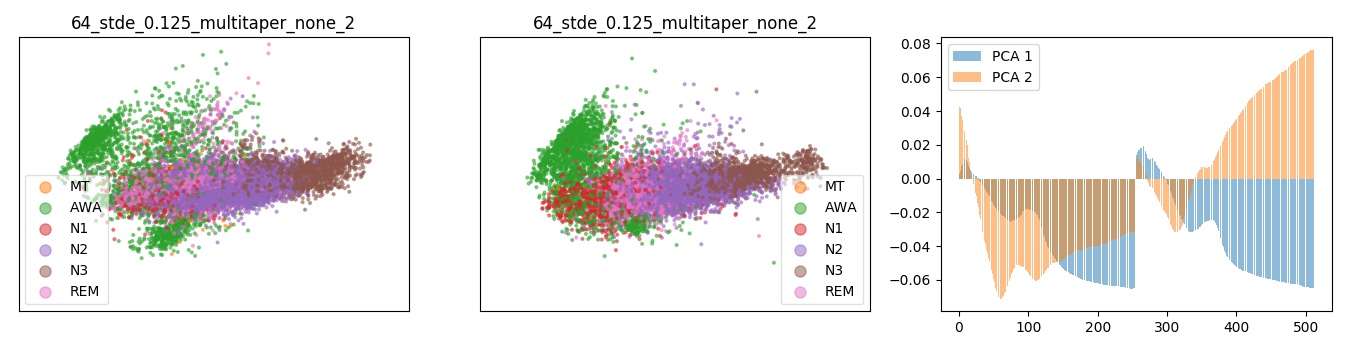 64_stde_0.125_multitaper_none_2
MT
AWA
N1
N2
N3
REM
64_stde_0.125_multitaper_none_2
MT
AWA
N1
N2
N3
REM
PCA 1
PCA 2
0.08
0.06
0.04
0.02
0.00
−0.02
−0.04
−0.06
0 100 200 300 400 500